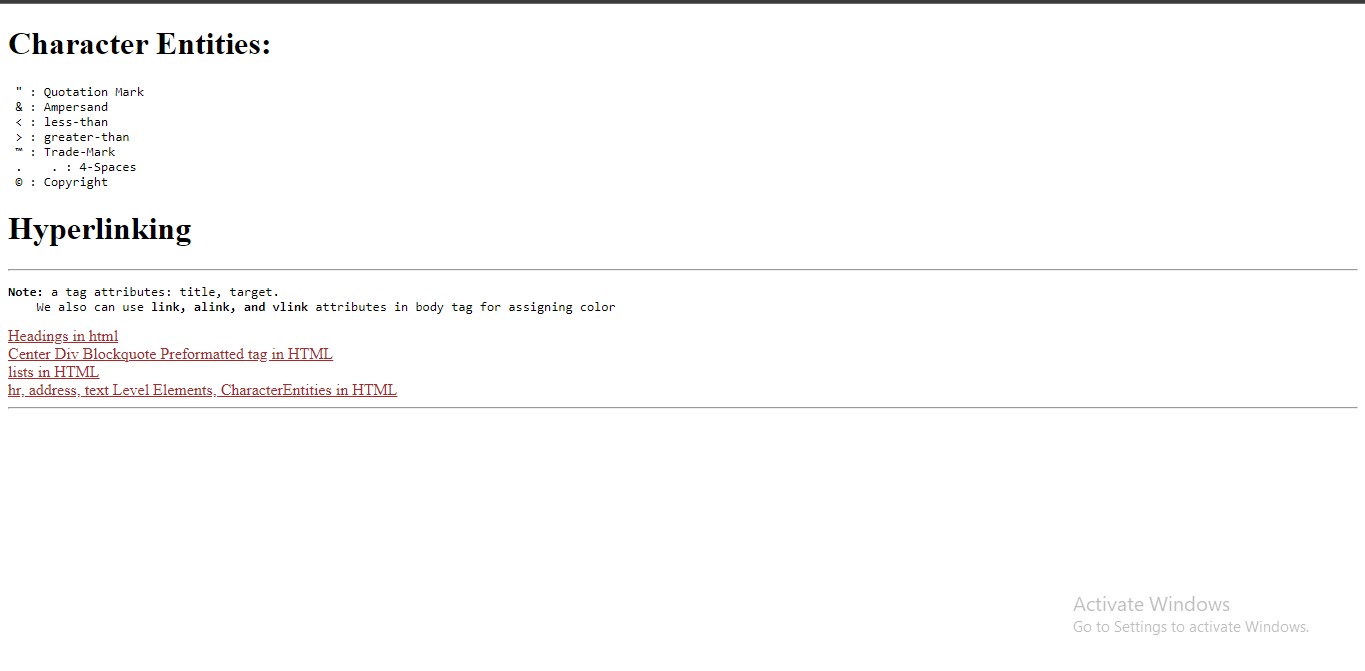 Character Entities:
" : Quotation Mark
& : Ampersand
< : less-than
> : greater-than
™ : Trade-Mark
.    . : 4-Spaces
© : Copyright
Hyperlinking
Note: a tag attributes: title, target.
We also can use link, alink, and vlink attributes in body tag for assigning color
Headings in html
Center Div Blockquote Preformatted tag in HTML
lists in HTML
hr, address, text Level Elements, CharacterEntities in HTML
Activate Windows
Go to Settings to activate Windows.